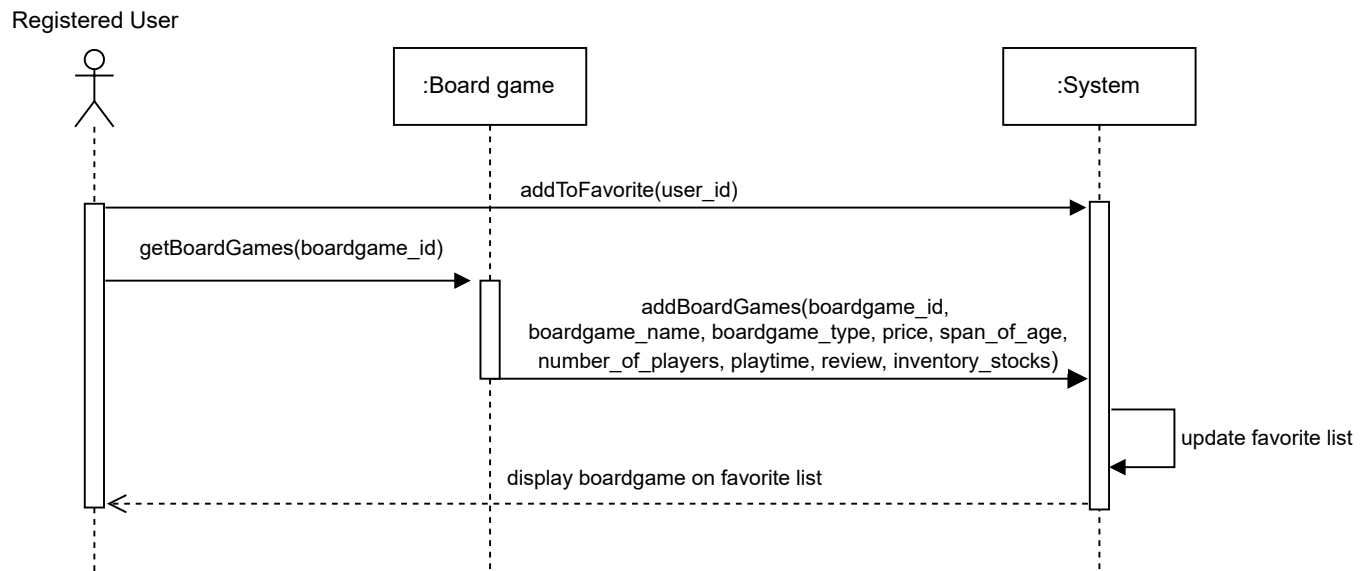 Registered User
:Board game
:System
addToFavorite(user_id)
getBoardGames(boardgame_id)
addBoardGames(boardgame_id,
boardgame_name, boardgame_type, price, span_of_age,
number_of_players, playtime, review, inventory_stocks)
update favorite list
display boardgame on favorite list